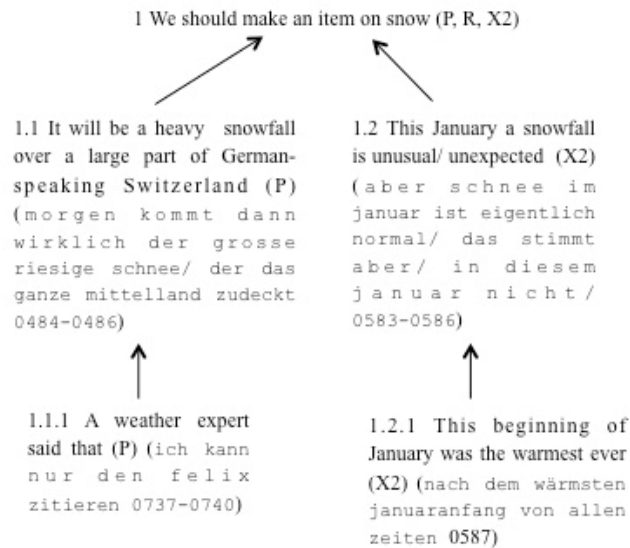 1 We should make an item on snow (P, R, X2)
1.1 It will be a heavy snowfall
over a large part of German-
speaking Switzerland (P)
(morgen kommt dann
wirklich der grosse
riesige schnee/ der das
ganze mittelland zudeckt
0484-0486)
1.2 This January a snowfall
is unusual/ unexpected (X2)
(aber schnee im
januar ist eigentlich
normal/ das stimmt
aber/ in diesem
januar nicht/
0583-0586)
1.1.1 A weather expert
said that (P) (ich kann
nur den felix
zitieren 0737-0740)
1.2.1 This beginning of
January was the warmest ever
(X2) (nach dem wärmsten
januaranfang von allen
zeiten 0587)